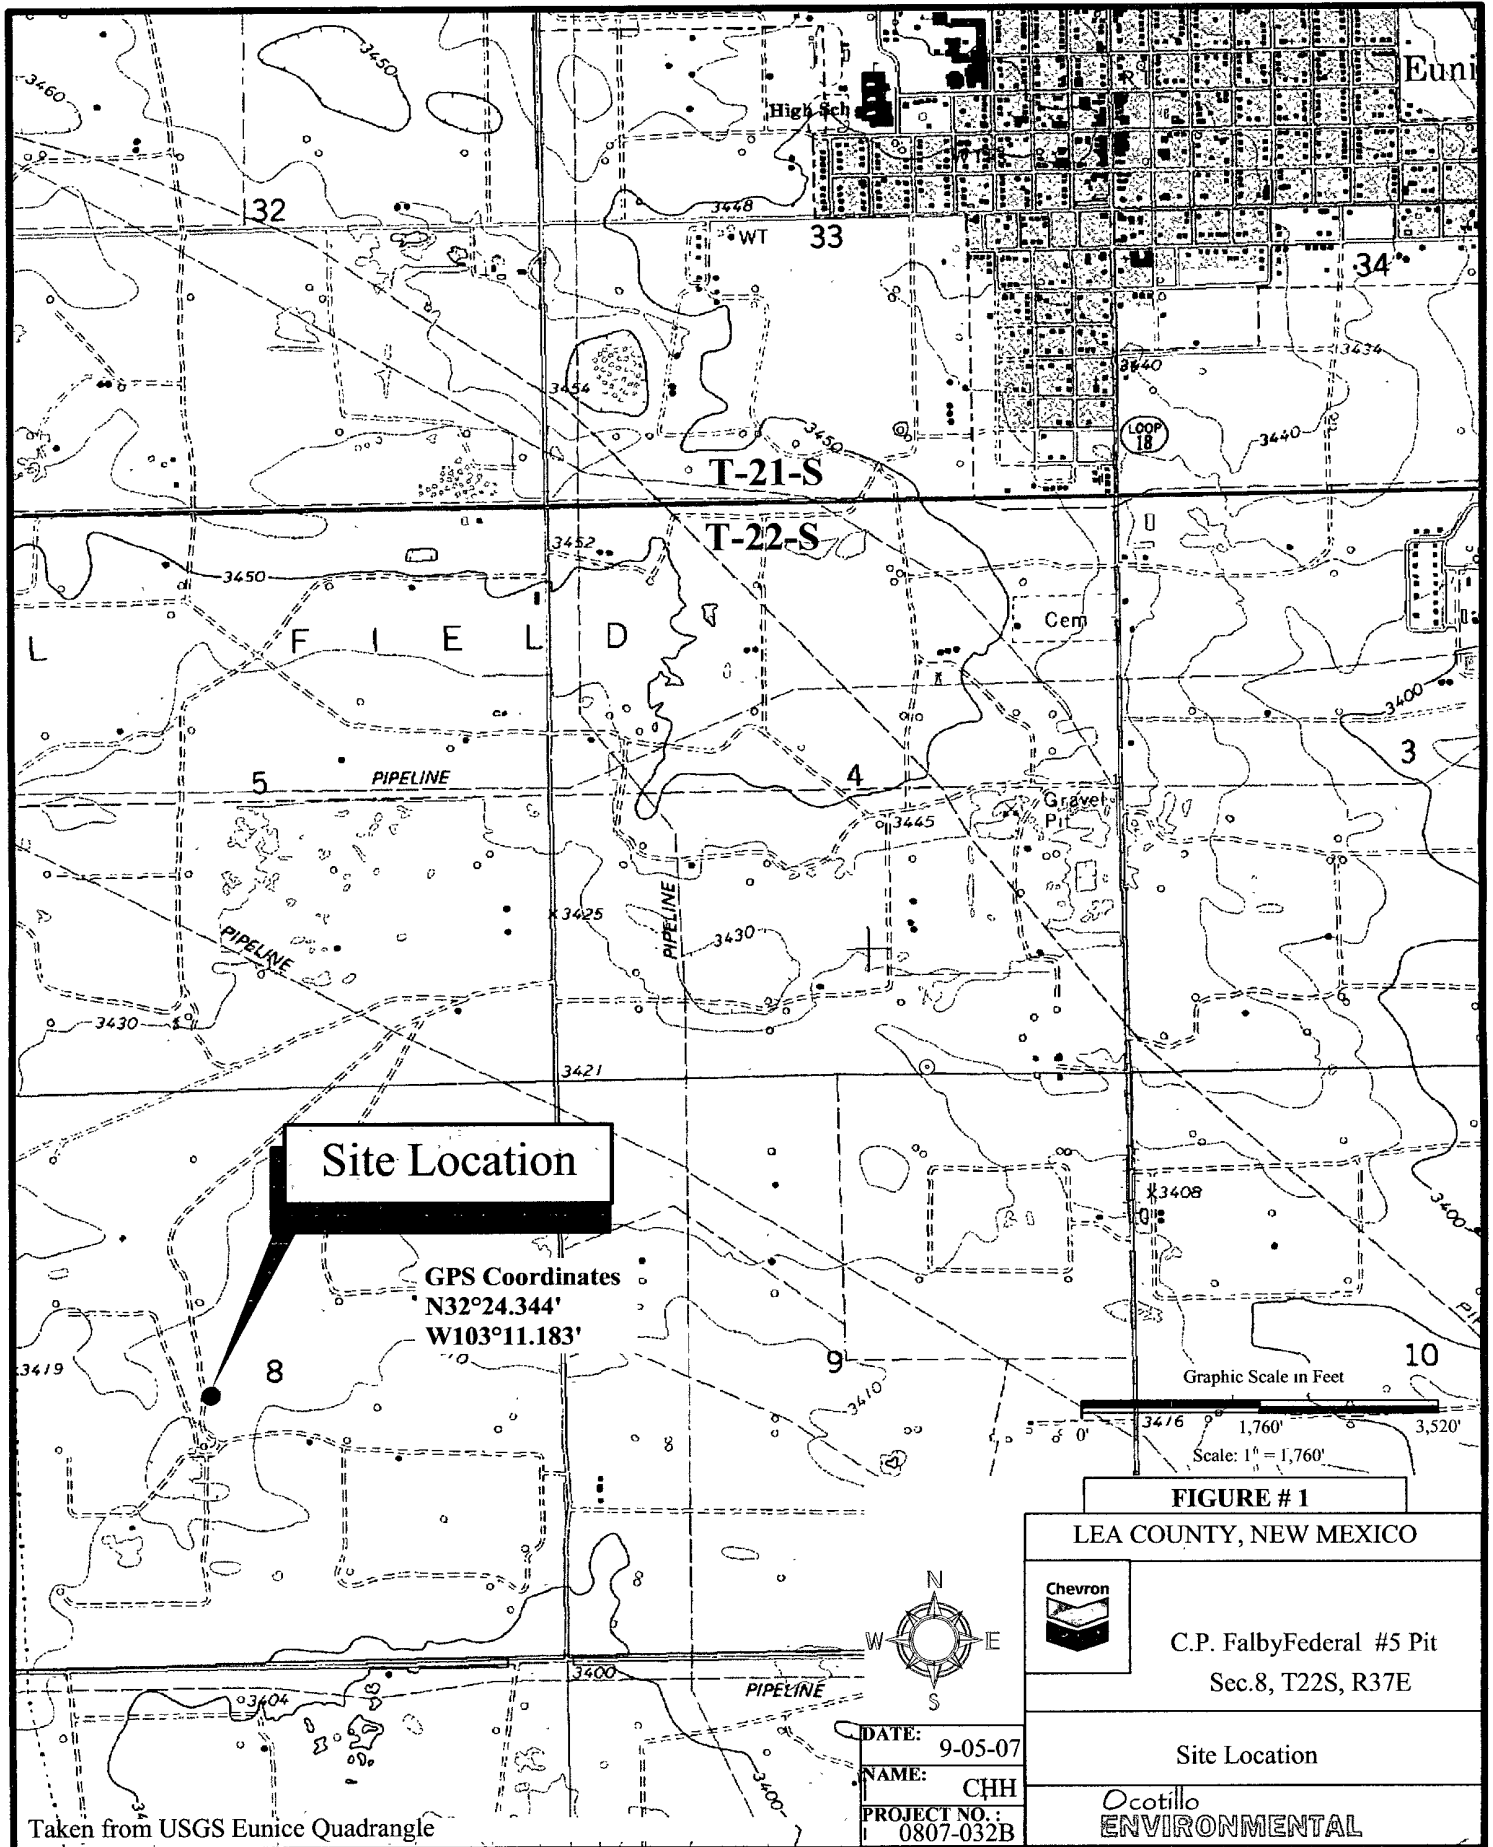 3460
3450
High Sch
Euni
32
3448
WT
33
34
3454
3434
3440
3450
LOOP
18
3440
T-21-S
T-22-S
3452
3450
Cem
L F I E L D
3400
3
5
PIPELINE
4
Gravel
Pit
3445
PIPELINE
3425
PIPELINE
3430
3430
3421
Site Location
3408
3400
GPS Coordinates
N32°24.344'
W103°11.183'
3419
8
9
10
3410
Graphic Scale in Feet
3416
0'
1,760'
3,520'
Scale: 1" = 1,760'
FIGURE # 1
LEA COUNTY, NEW MEXICO
Chevron
C.P. FalbyFederal #5 Pit
Sec.8, T22S, R37E
N
W
E
S
3400
PIPELINE
3404
3400
Site Location
DATE:
9-05-07
NAME:
CHH
PROJECT NO.:
0807-032B
Ocotillo
ENVIRONMENTAL
Taken from USGS Eunice Quadrangle